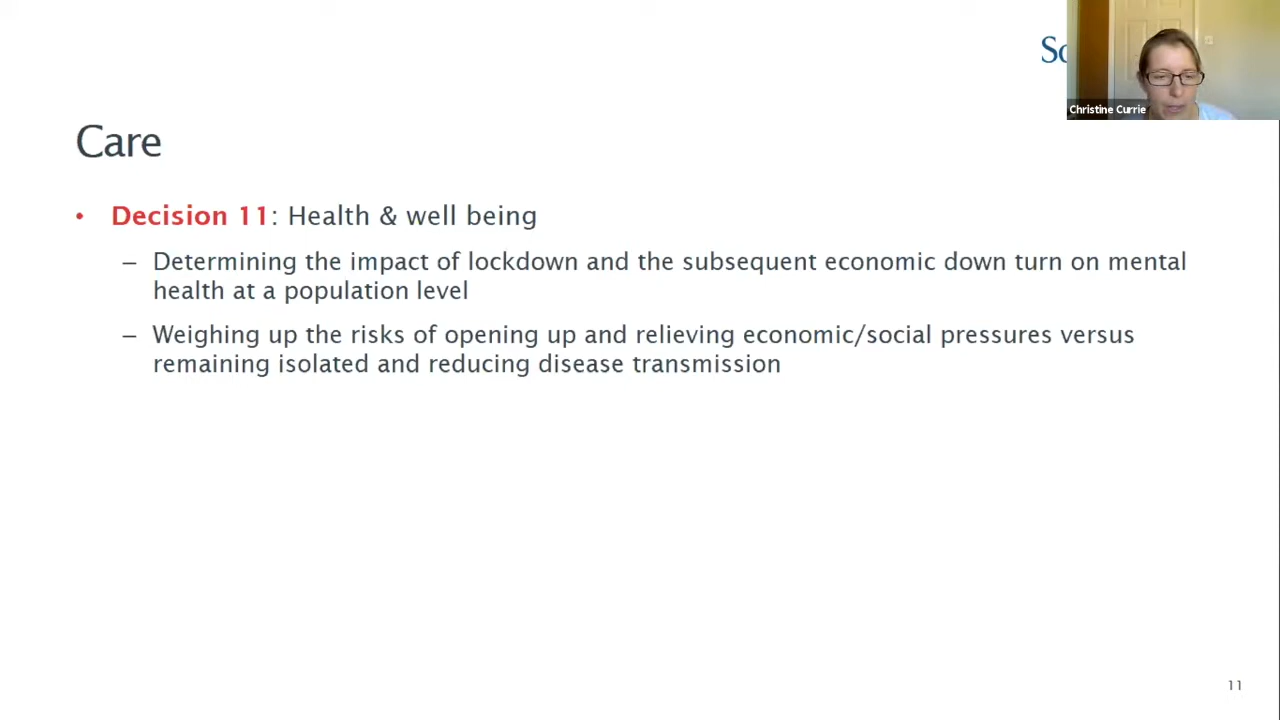 Christine Currie
Care
• Decision 11: Health & well being
– Determining the impact of lockdown and the subsequent economic down turn on mental
health at a population level
– Weighing up the risks of opening up and relieving economic/social pressures versus
remaining isolated and reducing disease transmission
11